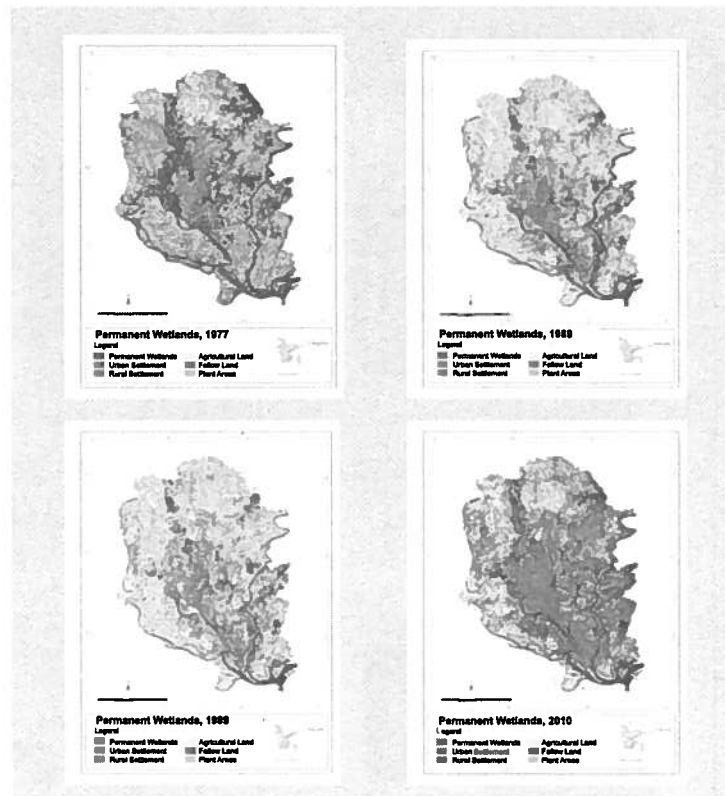 Permanent Wetlands, 1977
Legend
Permanent Wetlands Agricultural Land
Urban Settlement Fallow Land
Rural Settlement Plant Areas
Permanent Wetlands, 1988
Legend
Permanent Wetlands Agricultural Land
Urban Settlement Fallow Land
Rural Settlement Plant Areas
Permanent Wetlands, 1999
Legend
Permanent Wetlands Agricultural Land
Urban Settlement Fallow Land
Rural Settlement Plant Areas
Permanent Wetlands, 2010
Legend
Permanent Wetlands Agricultural Land
Urban Settlement Fallow Land
Rural Settlement Plant Areas